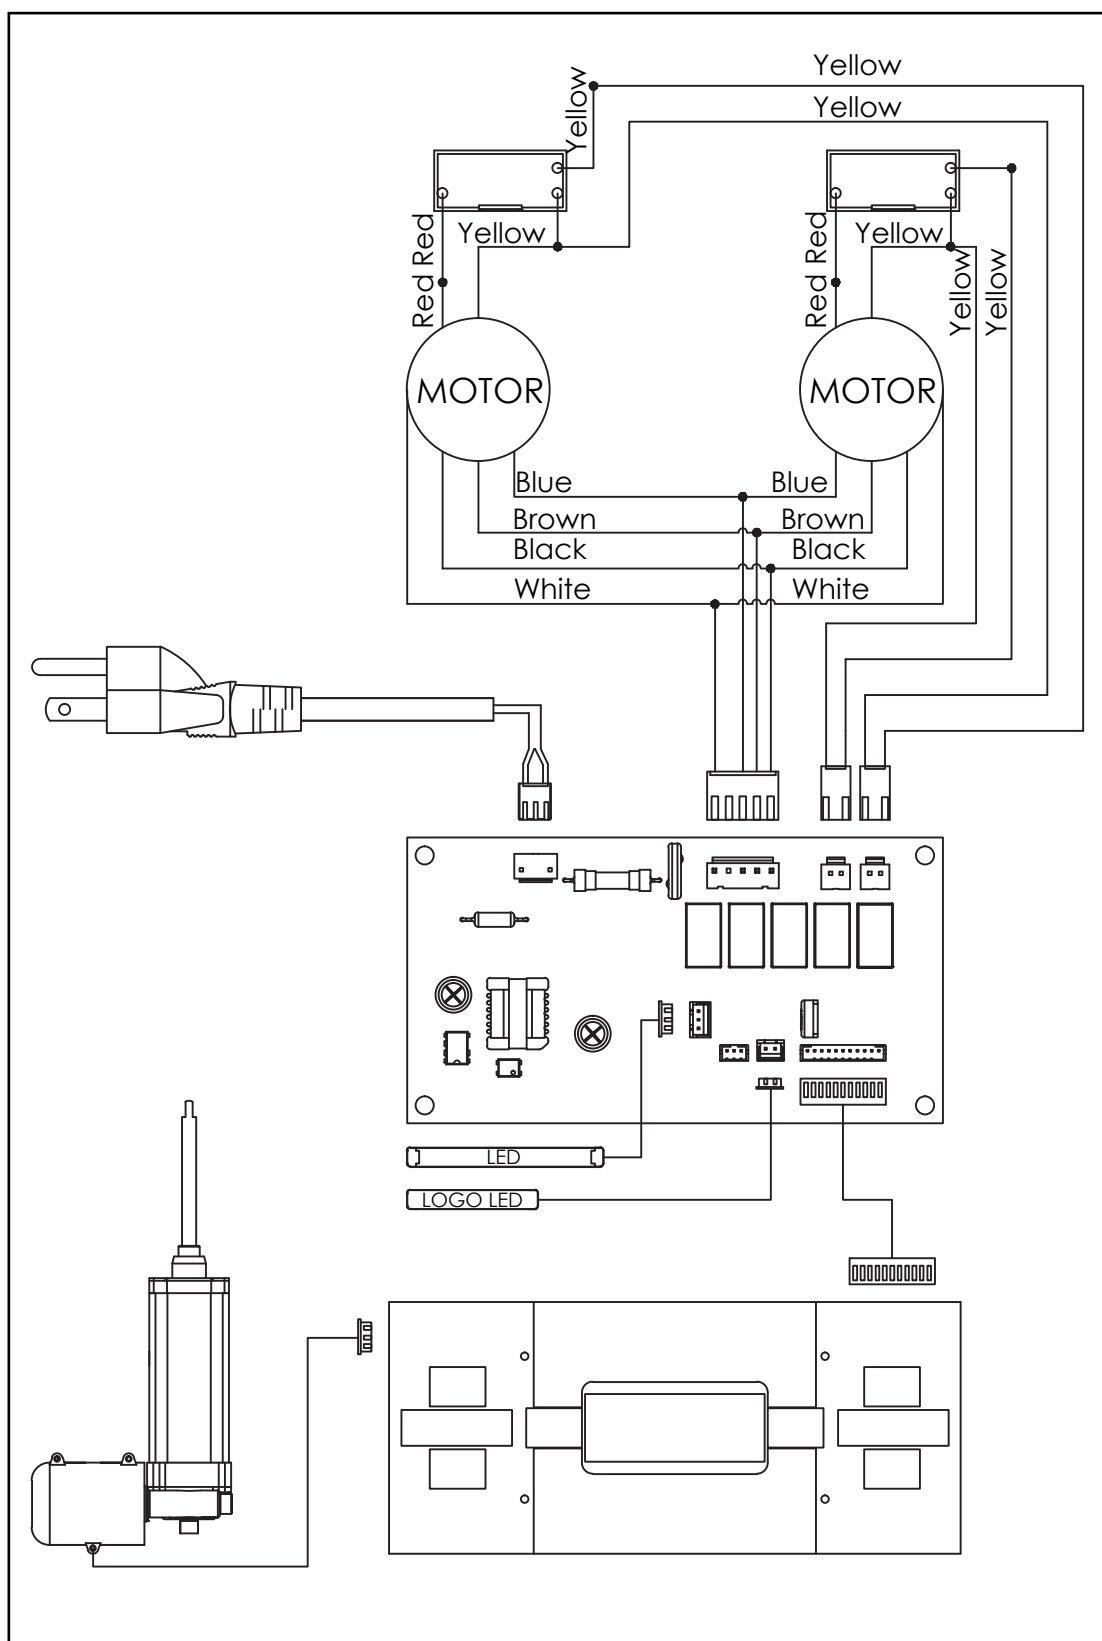 Yellow
Yellow
Yellow
Red Red
Yellow
Red Red
Yellow
Yellow
Yellow
MOTOR
MOTOR
Blue
Blue
Brown
Brown
Black
Black
White
White
LED
LOGO LED